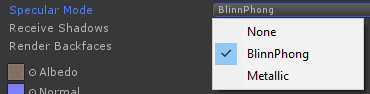 Specular Mode
BlinnPhong
Receive Shadows
None
Render Backfaces
BlinnPhong
Metallic
Albedo
Normal